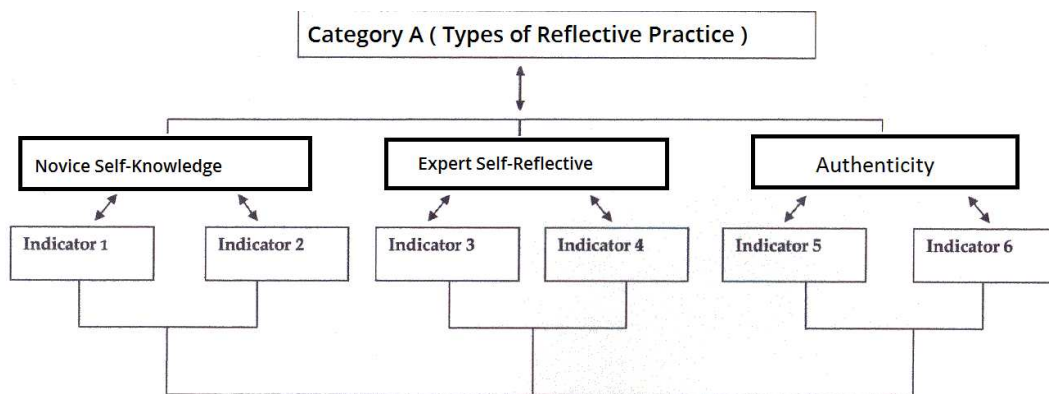 Category A ( Types of Reflective Practice )
Novice Self-Knowledge
Expert Self-Reflective
Authenticity
Indicator 1
Indicator 2
Indicator 3
Indicator 4
Indicator 5
Indicator 6